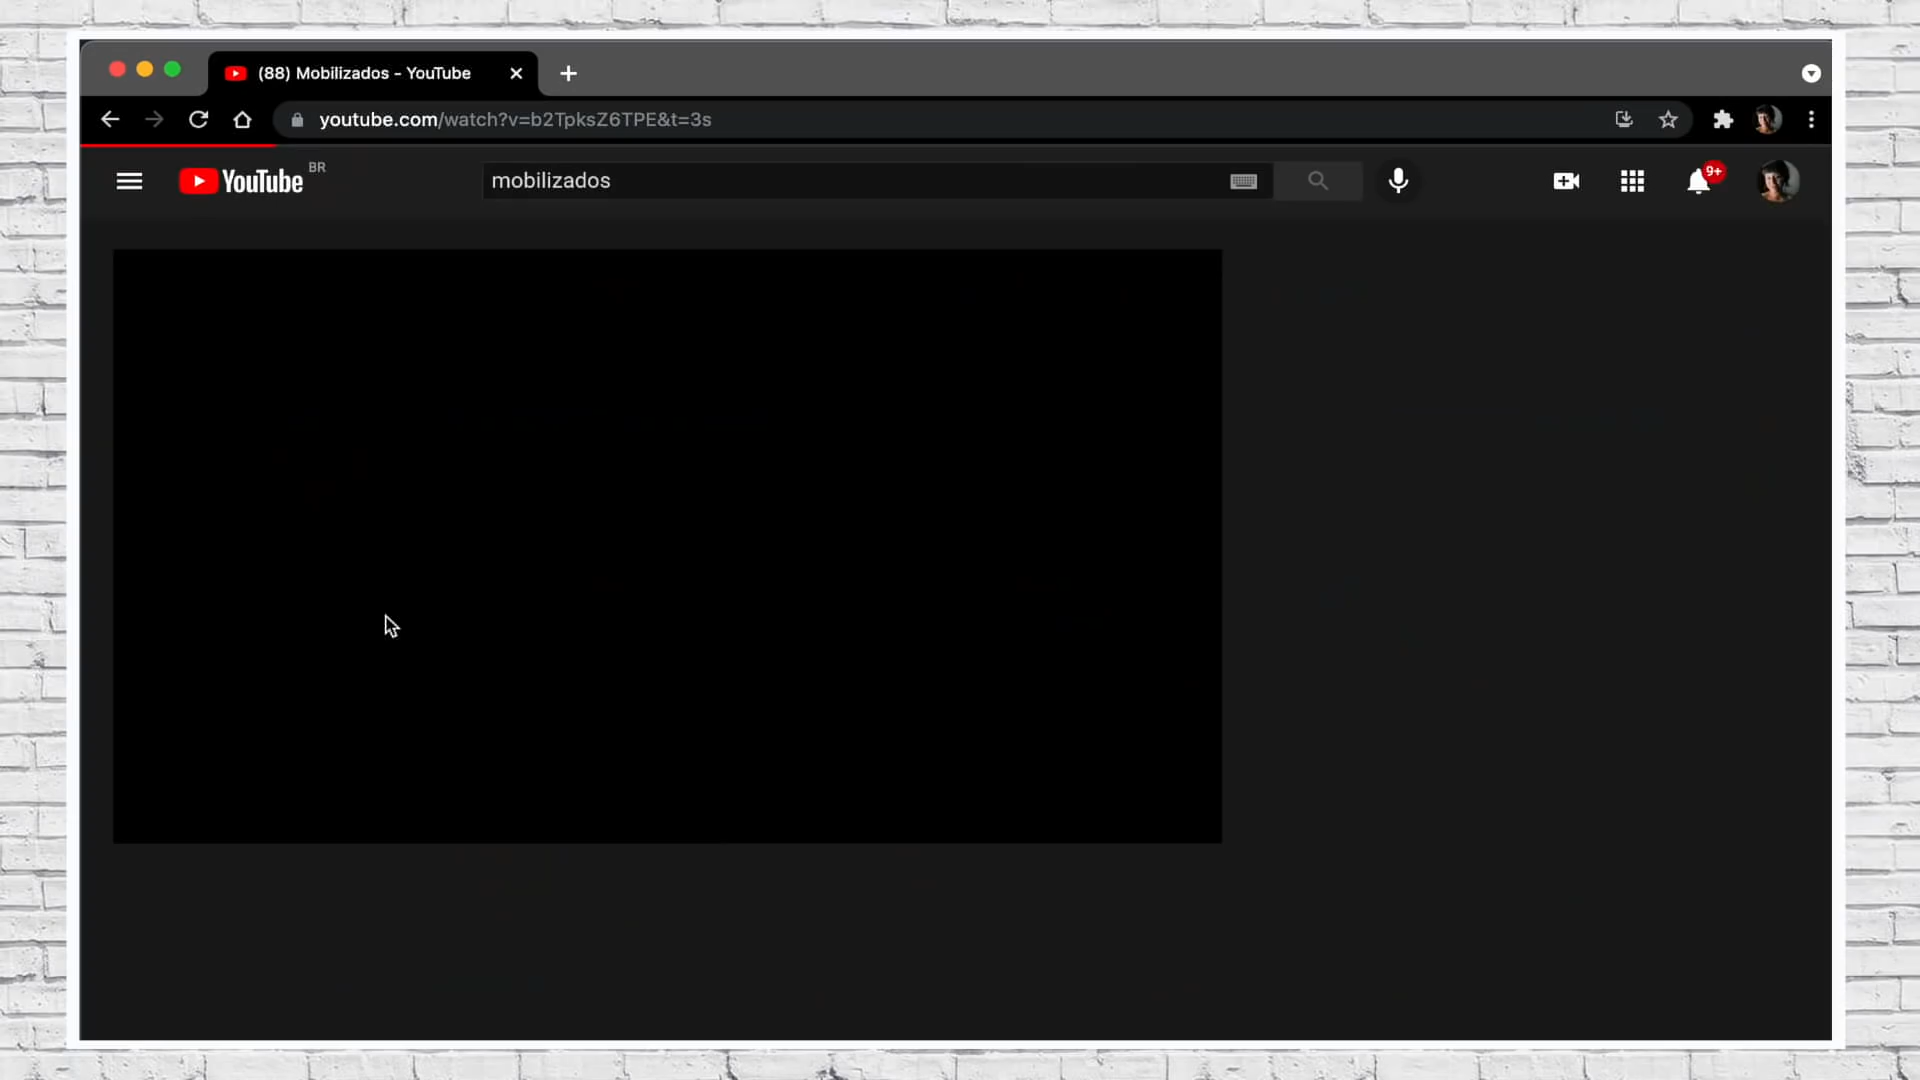 (88) Mobilizados - YouTube
youtube.com/watch?v=b2TpksZ6TPE&t=3s
YouTube BR
mobilizados
9+